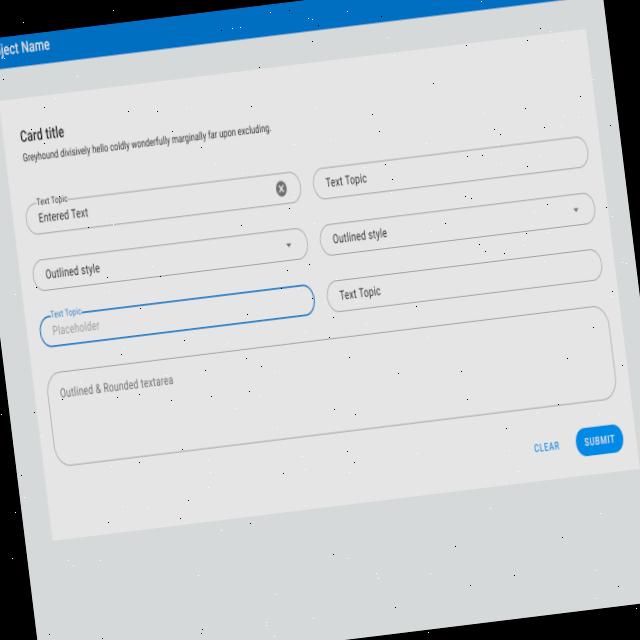 ject Name
Card title
Greyhound divisively hello coldly wonderfully marginally far upon excluding.
Text Topic
Entered Text
Text Topic
Outlined style
Outlined style
Text Topic
Placeholder
Text Topic
Outlined & Rounded textarea
CLEAR
SUBMIT